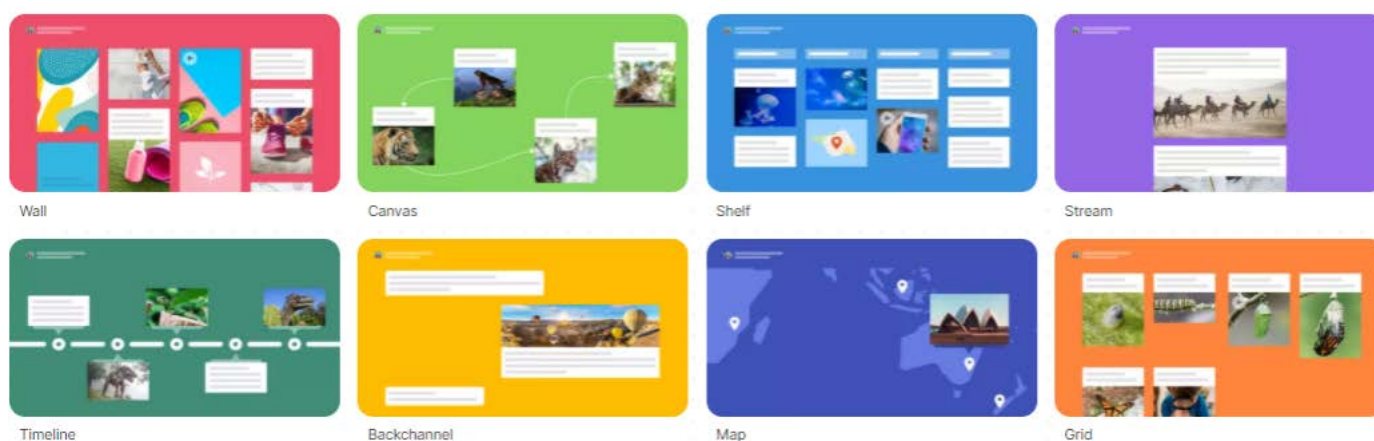 Wall
Canvas
Shelf
Stream
Timeline
Backchannel
Map
Grid